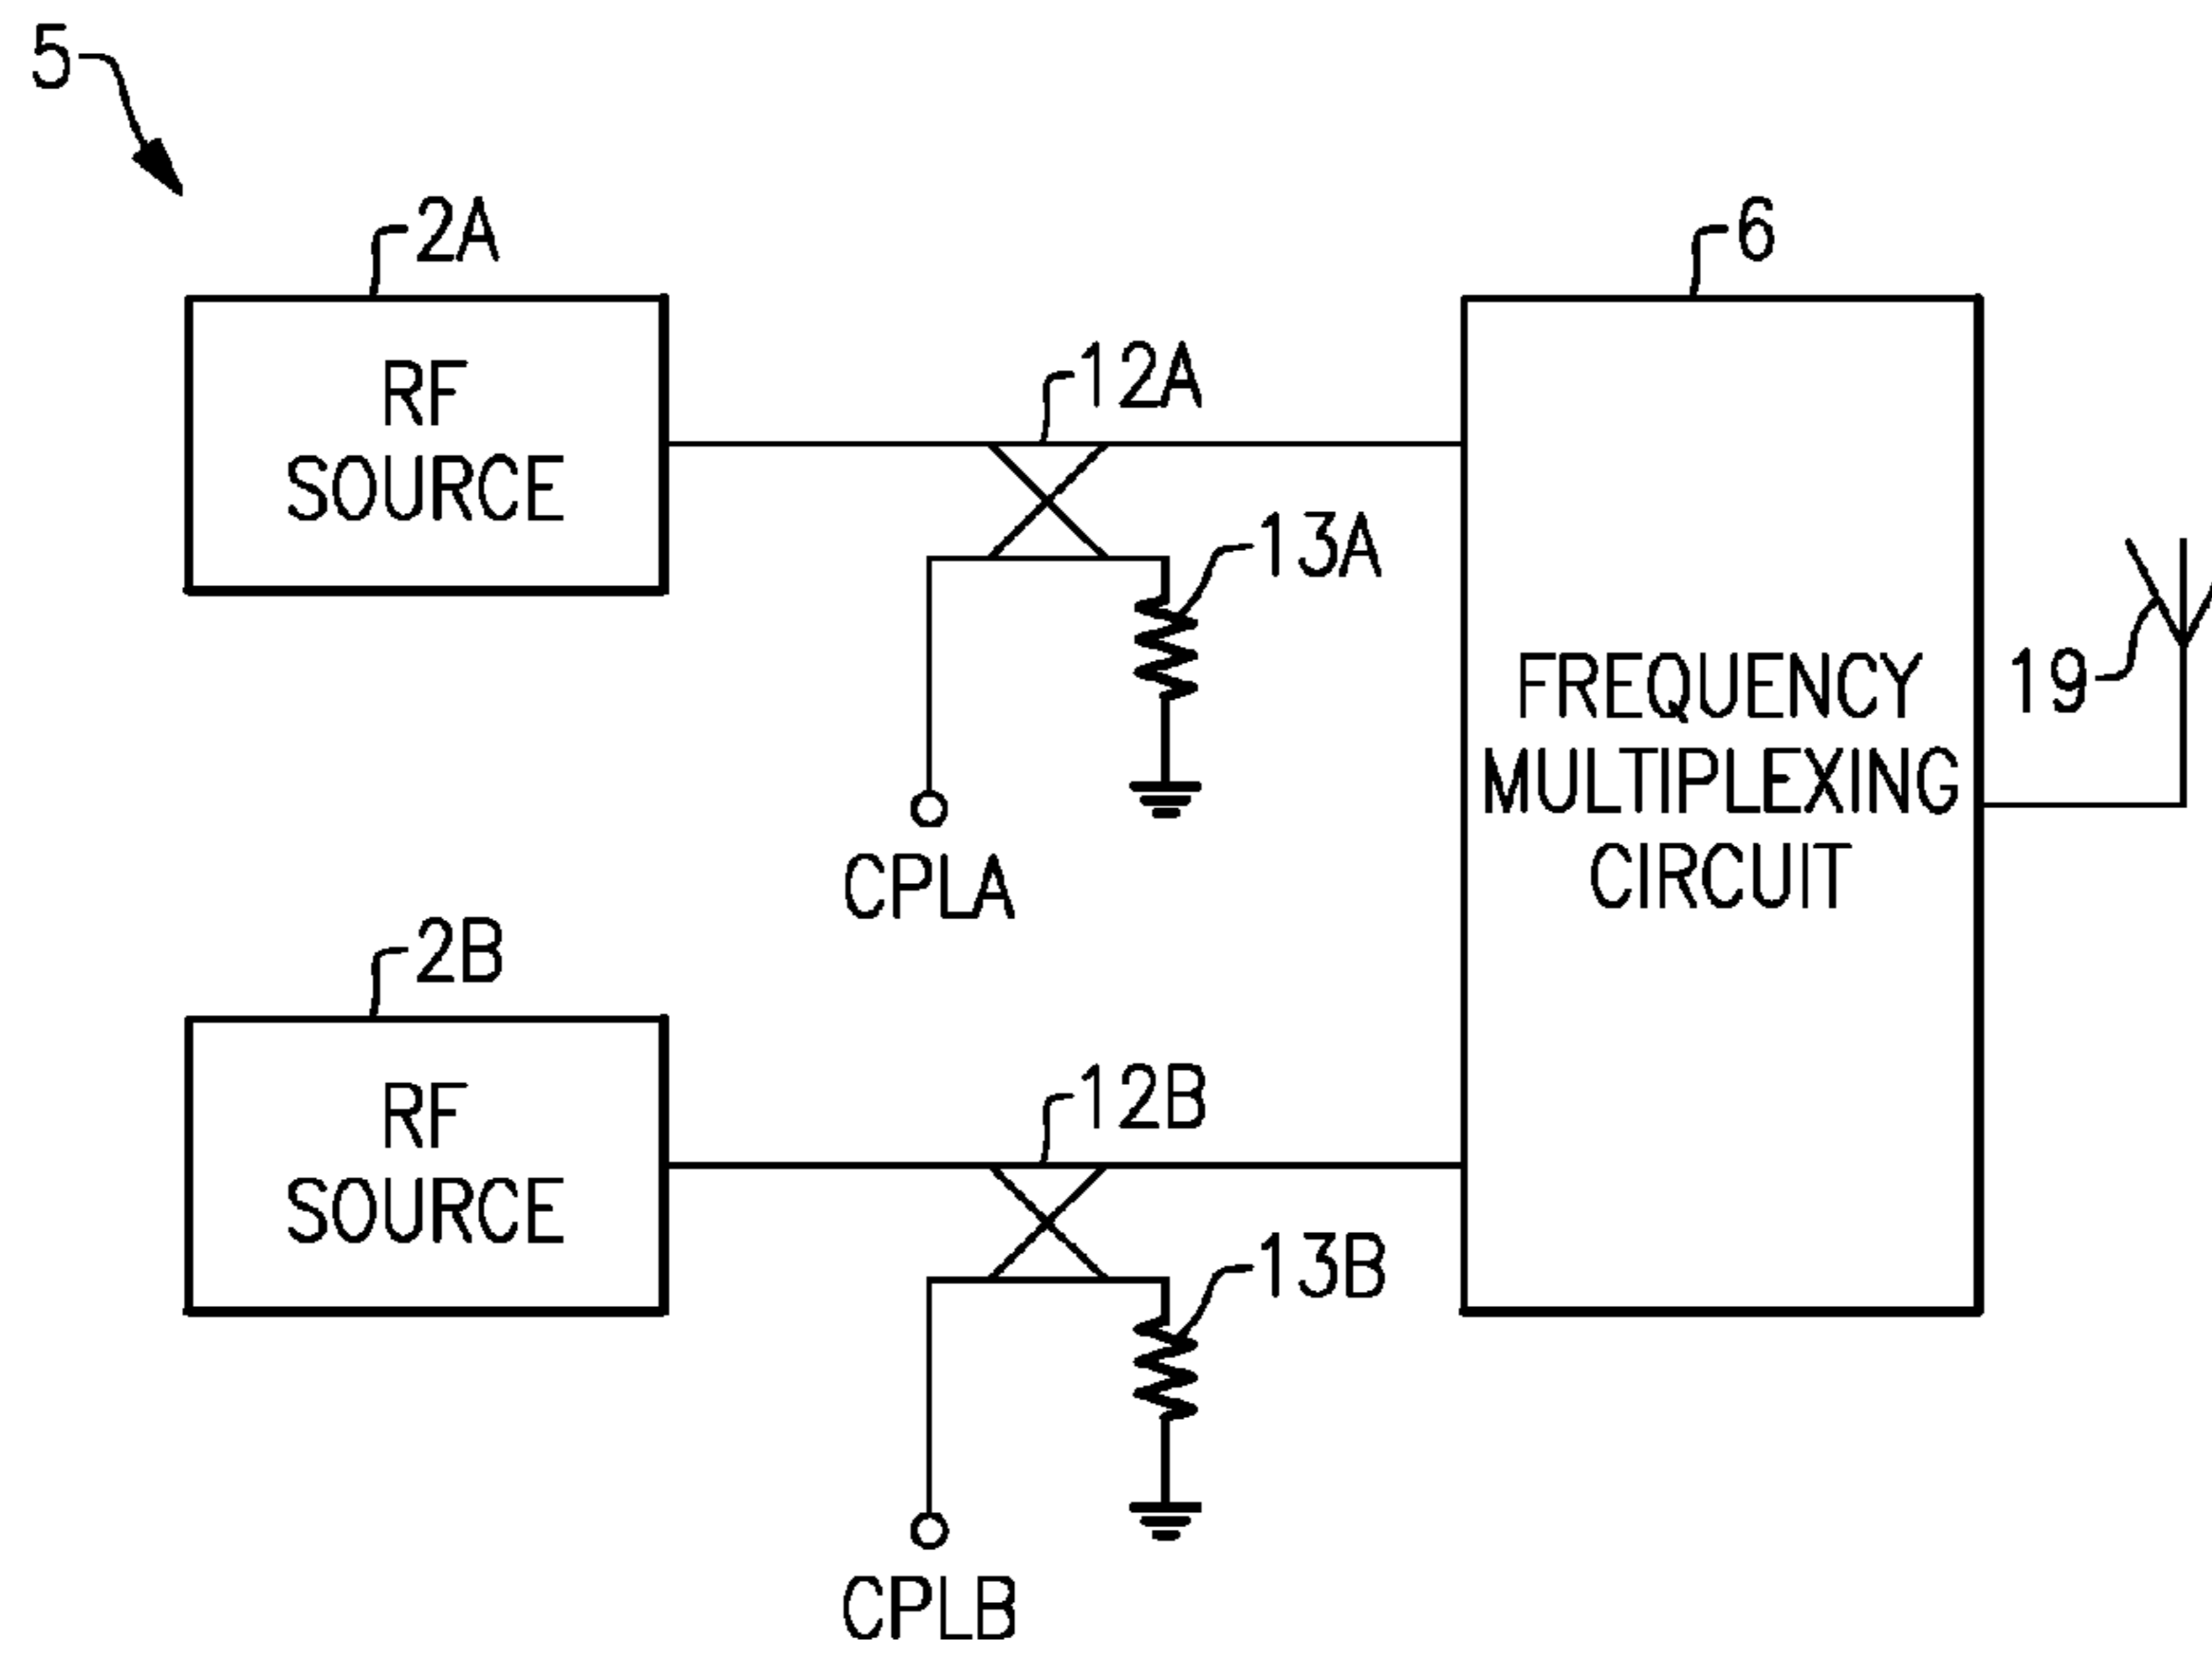 5
2A
6
RF
SOURCE
12A
13A
19
FREQUENCY
MULTIPLEXING
CIRCUIT
CPLA
2B
RF
SOURCE
12B
13B
CPLB